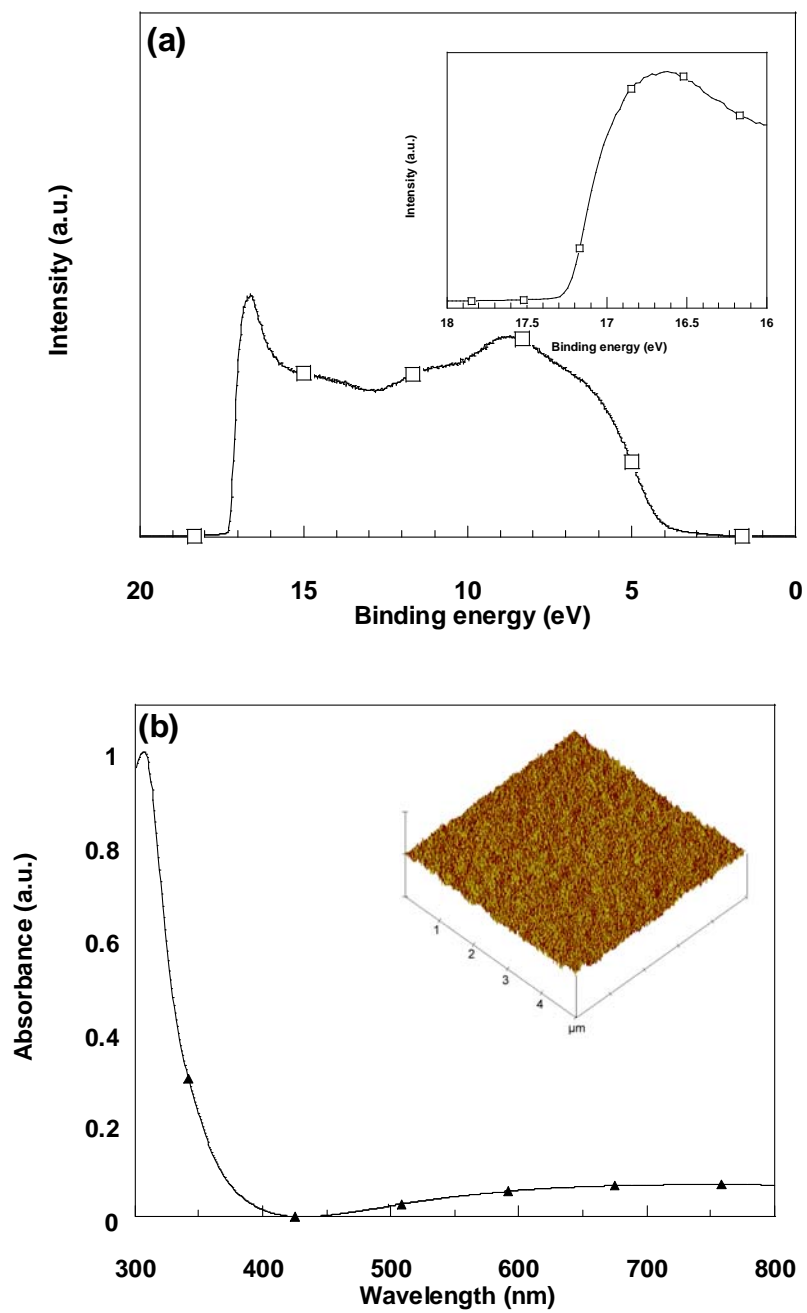 (a)
Intensity (a.u.)
Intensity (a.u.)
18 17.5 17 16.5 16
Binding energy (eV)
20 15 10 5 0
Binding energy (eV)
(b)
Absorbance (a.u.)
1
0.8
0.6
0.4
0.2
0
1
2
3
4
µm
300 400 500 600 700 800
Wavelength (nm)